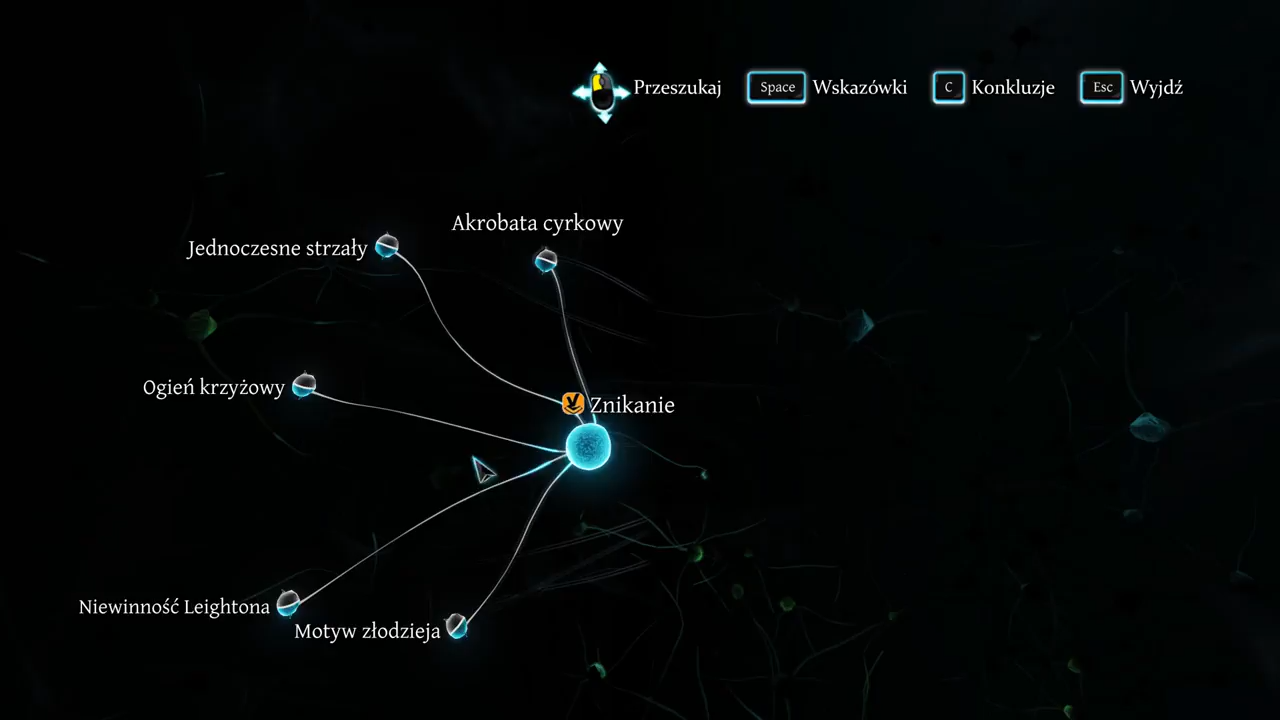 Przeszukaj
Space Wskazówki
C Konkluzje
Esc Wyjdź
Akrobata cyrkowy
Jednoczesne strzały
Ogień krzyżowy
Znikanie
Niewinność Leightona
Motyw złodzieja